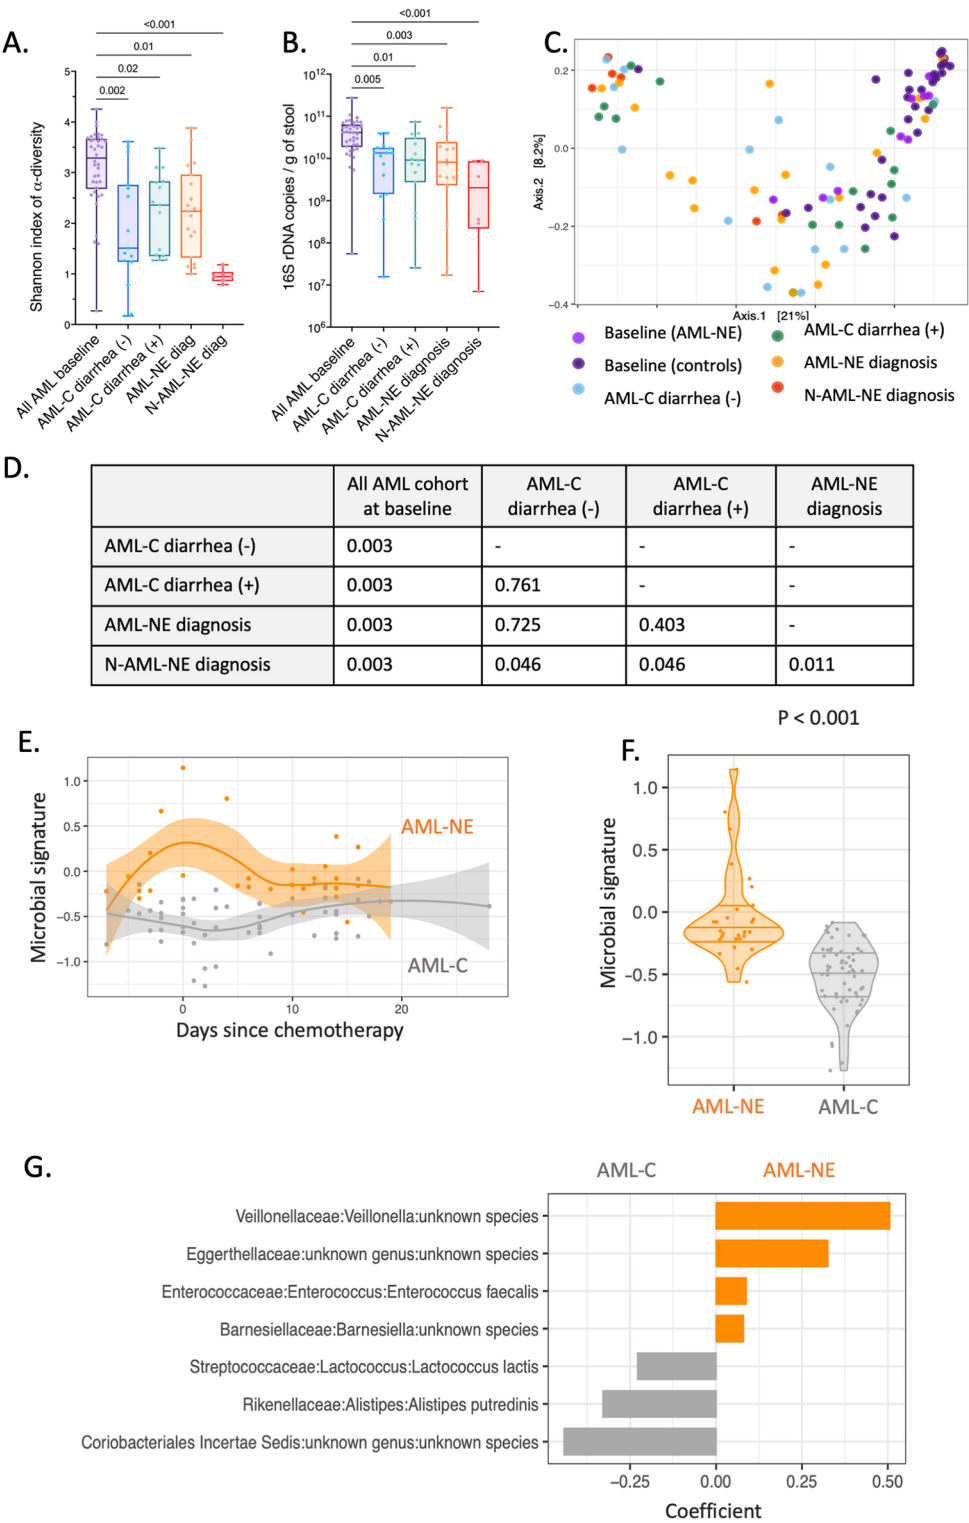 A.
<0.001
0.01
0.02
0.002
5
4
3
2
1
0
Shannon index of α-diversity
All AML baseline
AML-C diarrhea (-)
AML-C diarrhea (+)
AML-NE diag
N-AML-NE diag
B.
<0.001
0.003
0.01
0.005
10¹²
10¹¹
10¹⁰
10⁹
10⁸
10⁷
10⁶
16S rDNA copies / g of stool
All AML baseline
AML-C diarrhea (-)
AML-C diarrhea (+)
AML-NE diagnosis
N-AML-NE diagnosis
C.
0.2
0.0
−0.2
−0.4
Axis.2 [8.2%]
Axis.1 [21%]
Baseline (AML-NE)
Baseline (controls)
AML-C diarrhea (-)
AML-C diarrhea (+)
AML-NE diagnosis
N-AML-NE diagnosis
D.
All AML cohort at baseline
AML-C diarrhea (-)
AML-C diarrhea (+)
AML-NE diagnosis
AML-C diarrhea (-) 0.003 - - -
AML-C diarrhea (+) 0.003 0.761 - -
AML-NE diagnosis 0.003 0.725 0.403 -
N-AML-NE diagnosis 0.003 0.046 0.046 0.011
E.
1.0
0.5
0.0
−0.5
−1.0
Microbial signature
AML-NE
AML-C
0 10 20
Days since chemotherapy
P < 0.001
F.
1.0
0.5
0.0
−0.5
−1.0
Microbial signature
AML-NE AML-C
G.
AML-C AML-NE
Veillonellaceae:Veillonella:unknown species
Eggerthellaceae:unknown genus:unknown species
Enterococcaceae:Enterococcus:Enterococcus faecalis
Barnesiellaceae:Barnesiella:unknown species
Streptococcaceae:Lactococcus:Lactococcus lactis
Rikenellaceae:Alistipes:Alistipes putredinis
Coriobacteriales Incertae Sedis:unknown genus:unknown species
−0.25 0.00 0.25 0.50
Coefficient